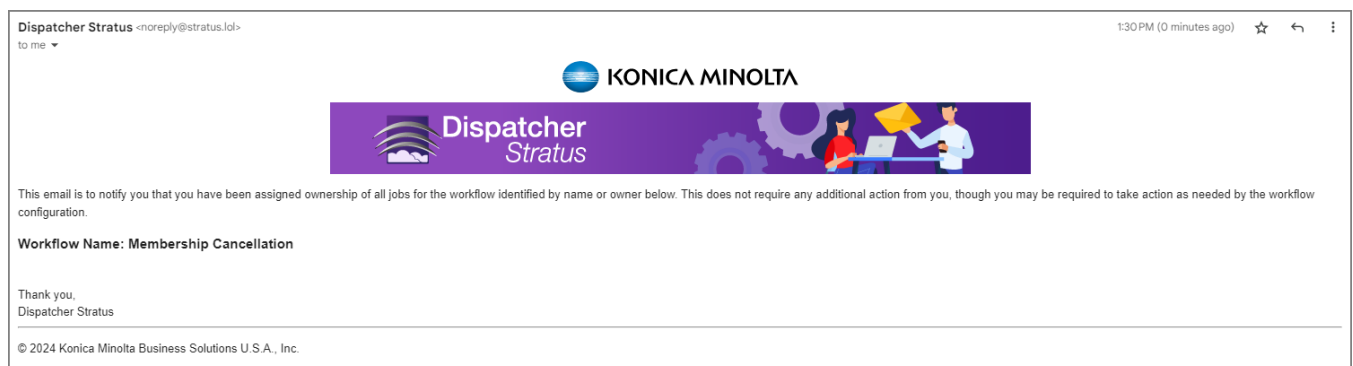 Dispatcher Stratus <noreply@stratus.lol>
1:30 PM (0 minutes ago)
to me
KONICA MINOLTA
Dispatcher
Stratus
This email is to notify you that you have been assigned ownership of all jobs for the workflow identified by name or owner below. This does not require any additional action from you, though you may be required to take action as needed by the workflow
configuration.
Workflow Name: Membership Cancellation
Thank you,
Dispatcher Stratus
© 2024 Konica Minolta Business Solutions U.S.A., Inc.